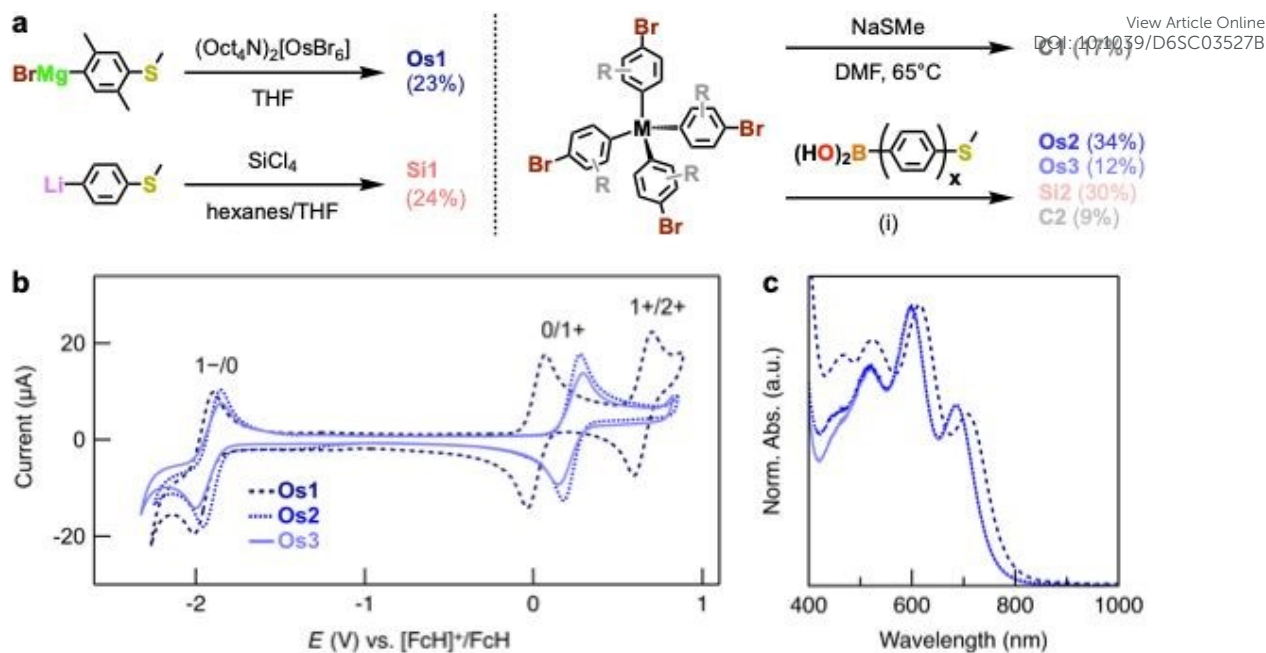 View Article Online
DOI: 10.1039/D6SC03527B
a
BrMg
S
(Oct4N)2[OsBr6]
THF
Os1
(23%)
Li
S
SiCl4
hexanes/THF
Si1
(24%)
Br
R
R
M
Br
Br
R
R
Br
NaSMe
DMF, 65°C
C1 (17%)
(HO)2B
S
x
(i)
Os2 (34%)
Os3 (12%)
Si2 (30%)
C2 (9%)
b
Current (µA)
20
0
-20
1−/0
0/1+
1+/2+
Os1
Os2
Os3
-2
-1
0
1
E (V) vs. [FcH]+/FcH
c
Norm. Abs. (a.u.)
400
600
800
1000
Wavelength (nm)